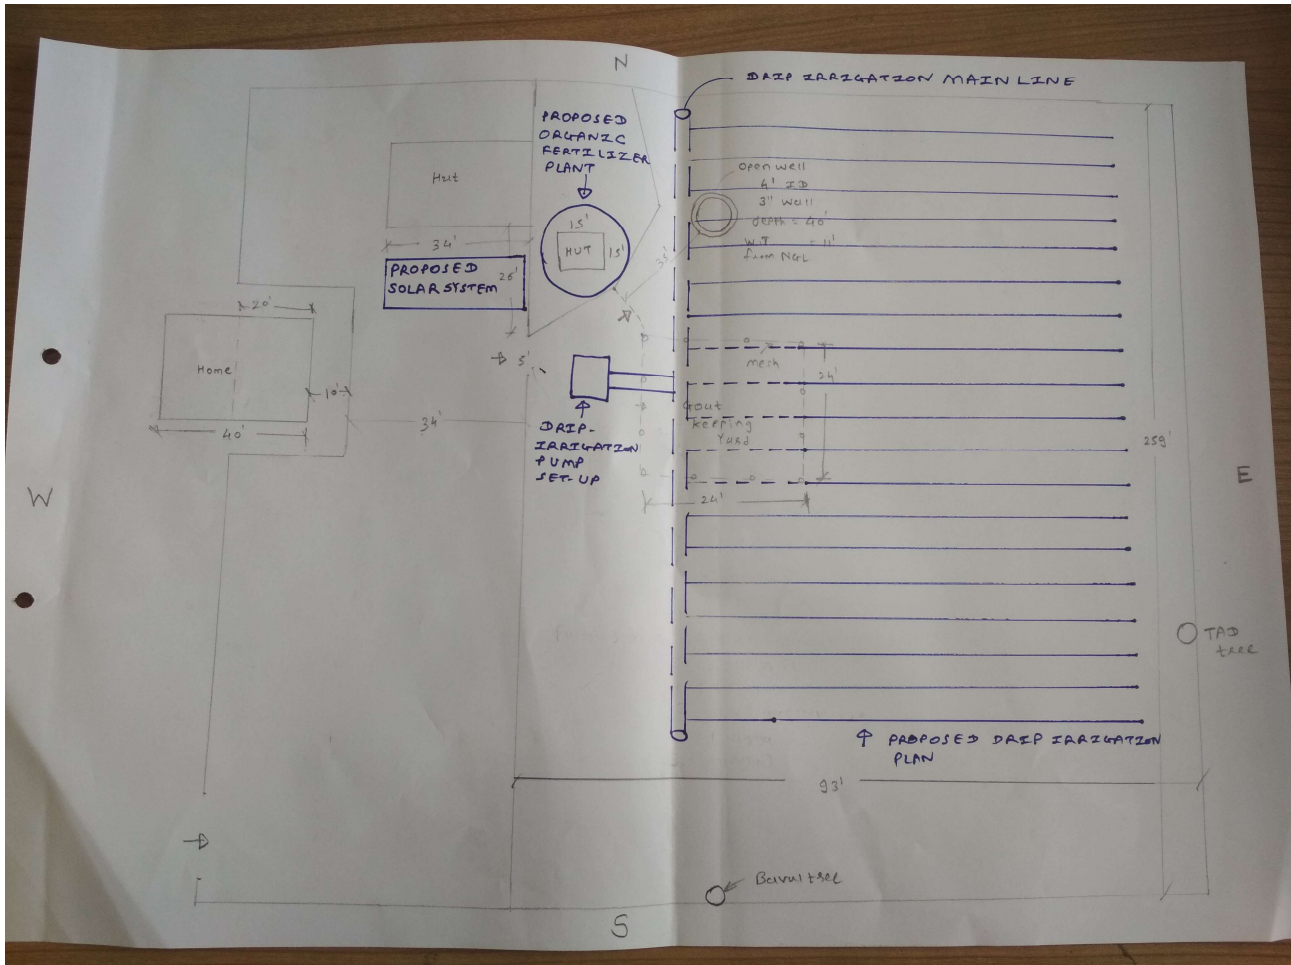 N
DRIP IRRIGATION MAIN LINE
PROPOSED
ORGANIC
FERTILIZER
PLANT
Hut
Open well
4' ID
3" Wall
depth = 40'
W.T = 11'
from NGL
15'
HUT
15'
34'
35'
PROPOSED
SOLAR SYSTEM
26'
20'
Home
10'
40'
34'
5'
mesh
24'
Gout
keeping
Yard
24'
DRIP-
IRRIGATION
PUMP
SET-UP
259'
W
E
TAD
tree
PROPOSED DRIP IRRIGATION
PLAN
93'
Baval tree
S